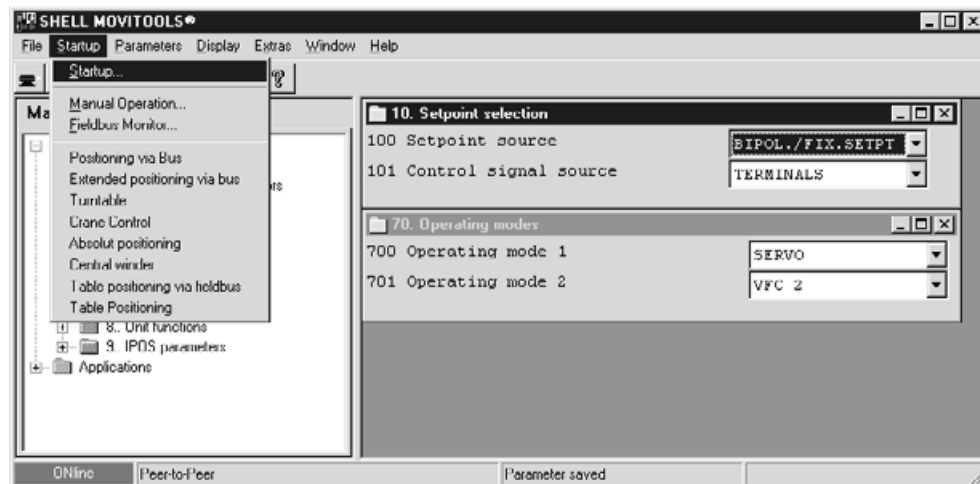 SHELL MOVITOOLS®
File Startup Parameters Display Extras Window Help
Startup...
Manual Operation...
Fieldbus Monitor...
Positioning via Bus
Extended positioning via bus
Turntable
Crane Control
Absolut positioning
Central winder
Table positioning via fieldbus
Table Positioning
Ma
rs
8.. Unit functions
9.. IPOS parameters
Applications
10. Setpoint selection
100 Setpoint source BIPOL./FIX.SETPT
101 Control signal source TERMINALS
70. Operating modes
700 Operating mode 1 SERVO
701 Operating mode 2 VFC 2
ONline Peer-to-Peer Parameter saved